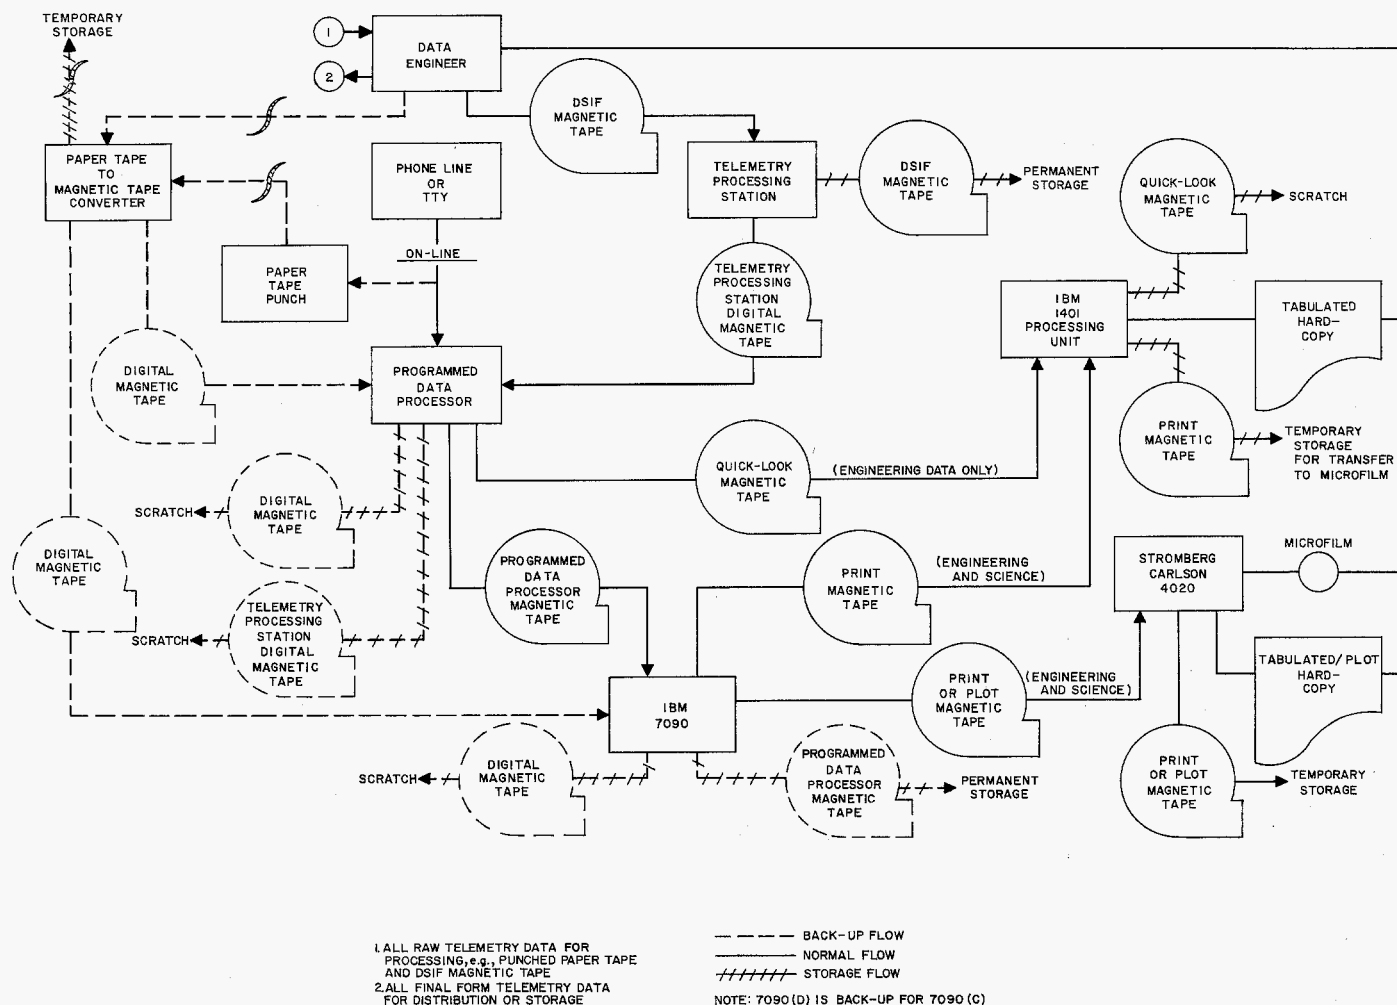 TEMPORARY
STORAGE
1
2
DATA
ENGINEER
DSIF
MAGNETIC
TAPE
PAPER TAPE
TO
MAGNETIC TAPE
CONVERTER
PHONE LINE
OR
TTY
TELEMETRY
PROCESSING
STATION
DSIF
MAGNETIC
TAPE
PERMANENT
STORAGE
QUICK-LOOK
MAGNETIC
TAPE
SCRATCH
ON-LINE
PAPER
TAPE
PUNCH
TELEMETRY
PROCESSING
STATION
DIGITAL
MAGNETIC
TAPE
IBM
1401
PROCESSING
UNIT
TABULATED
HARD-
COPY
DIGITAL
MAGNETIC
TAPE
PROGRAMMED
DATA
PROCESSOR
PRINT
MAGNETIC
TAPE
TEMPORARY
STORAGE
FOR TRANSFER
TO MICROFILM
QUICK-LOOK
MAGNETIC
TAPE
(ENGINEERING DATA ONLY)
SCRATCH
DIGITAL
MAGNETIC
TAPE
DIGITAL
MAGNETIC
TAPE
PROGRAMMED
DATA
PROCESSOR
MAGNETIC
TAPE
PRINT
MAGNETIC
TAPE
(ENGINEERING
AND SCIENCE)
STROMBERG
CARLSON
4020
MICROFILM
SCRATCH
TELEMETRY
PROCESSING
STATION
DIGITAL
MAGNETIC
TAPE
IBM
7090
PRINT
OR PLOT
MAGNETIC
TAPE
(ENGINEERING
AND SCIENCE)
TABULATED/PLOT
HARD-
COPY
SCRATCH
DIGITAL
MAGNETIC
TAPE
PROGRAMMED
DATA
PROCESSOR
MAGNETIC
TAPE
PERMANENT
STORAGE
PRINT
OR PLOT
MAGNETIC
TAPE
TEMPORARY
STORAGE
1. ALL RAW TELEMETRY DATA FOR
PROCESSING, e.g., PUNCHED PAPER TAPE
AND DSIF MAGNETIC TAPE
2. ALL FINAL FORM TELEMETRY DATA
FOR DISTRIBUTION OR STORAGE
BACK-UP FLOW
NORMAL FLOW
STORAGE FLOW
NOTE: 7090 (D) IS BACK-UP FOR 7090 (C)